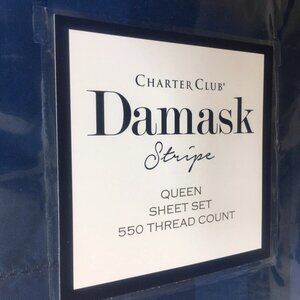 CHARTER CLUB®
Damask
Stripe
QUEEN
SHEET SET
550 THREAD COUNT